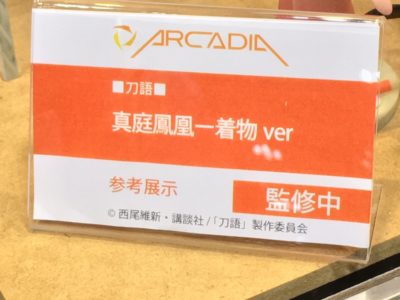 ARCADIA
■刀語■
真庭鳳凰一着物 ver
参考展示
監修中
© 西尾維新・講談社/「刀語」製作委員会